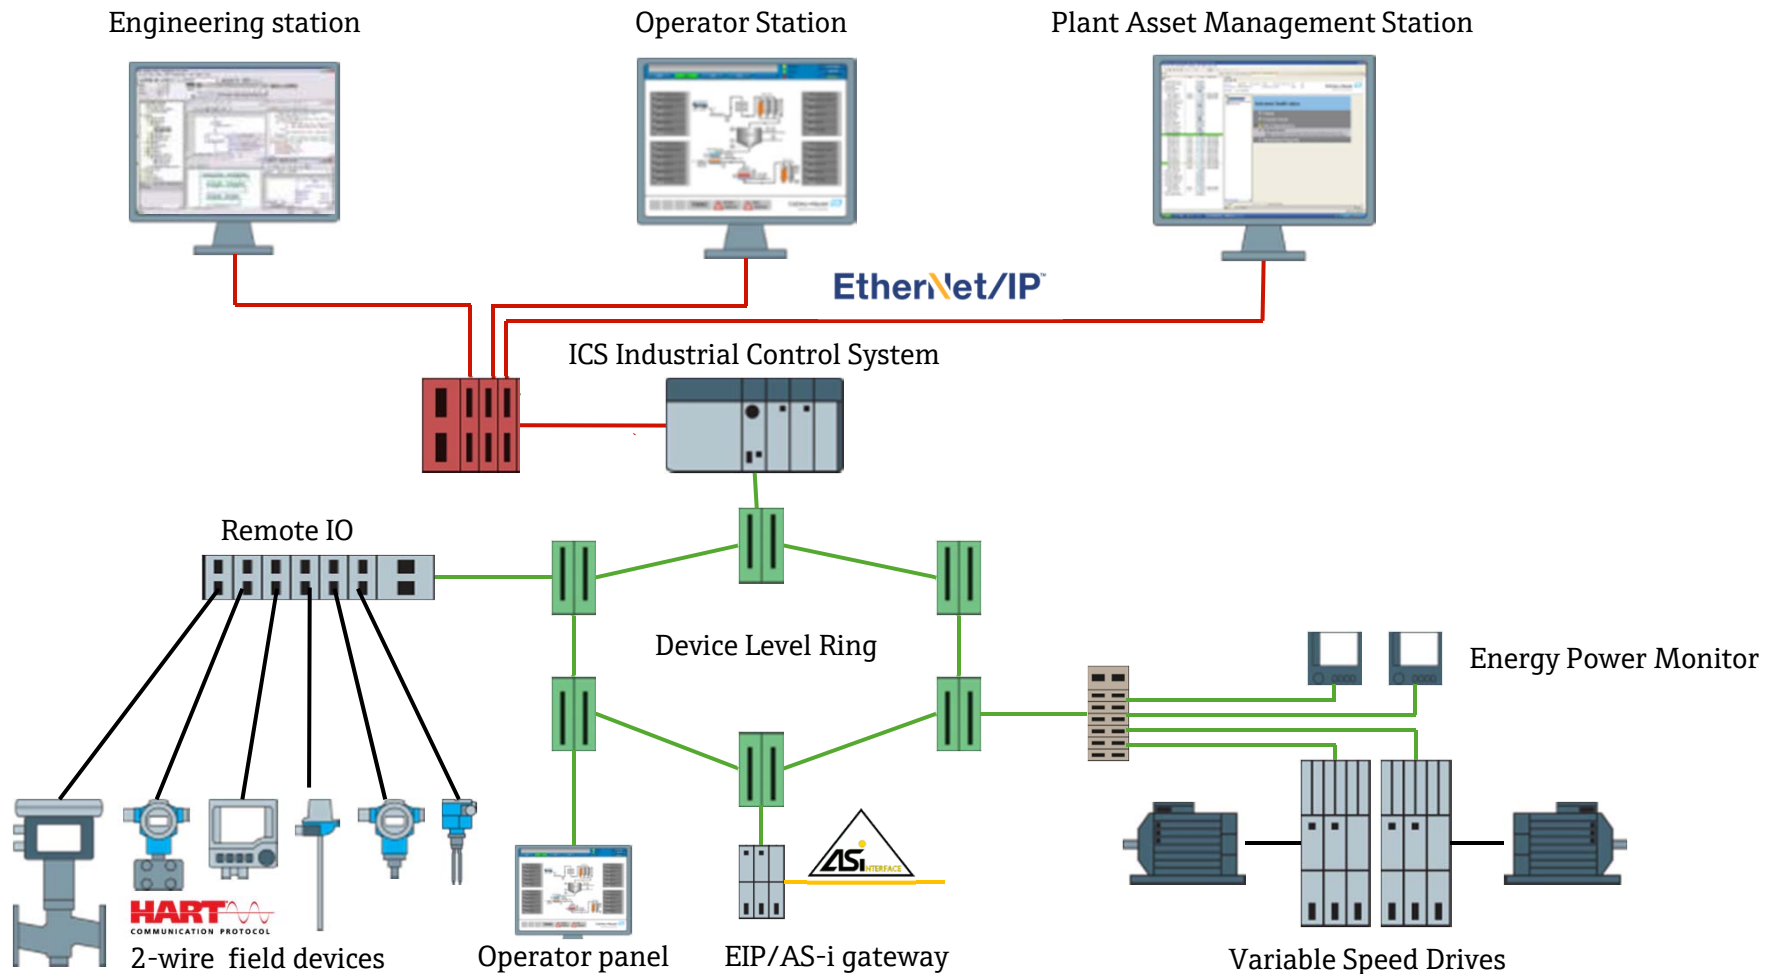 Engineering station
Operator Station
Plant Asset Management Station
EtherNet/IP™
ICS Industrial Control System
Remote IO
Device Level Ring
Energy Power Monitor
ASi INTERFACE
HART
COMMUNICATION PROTOCOL
2-wire field devices
Operator panel
EIP/AS-i gateway
Variable Speed Drives